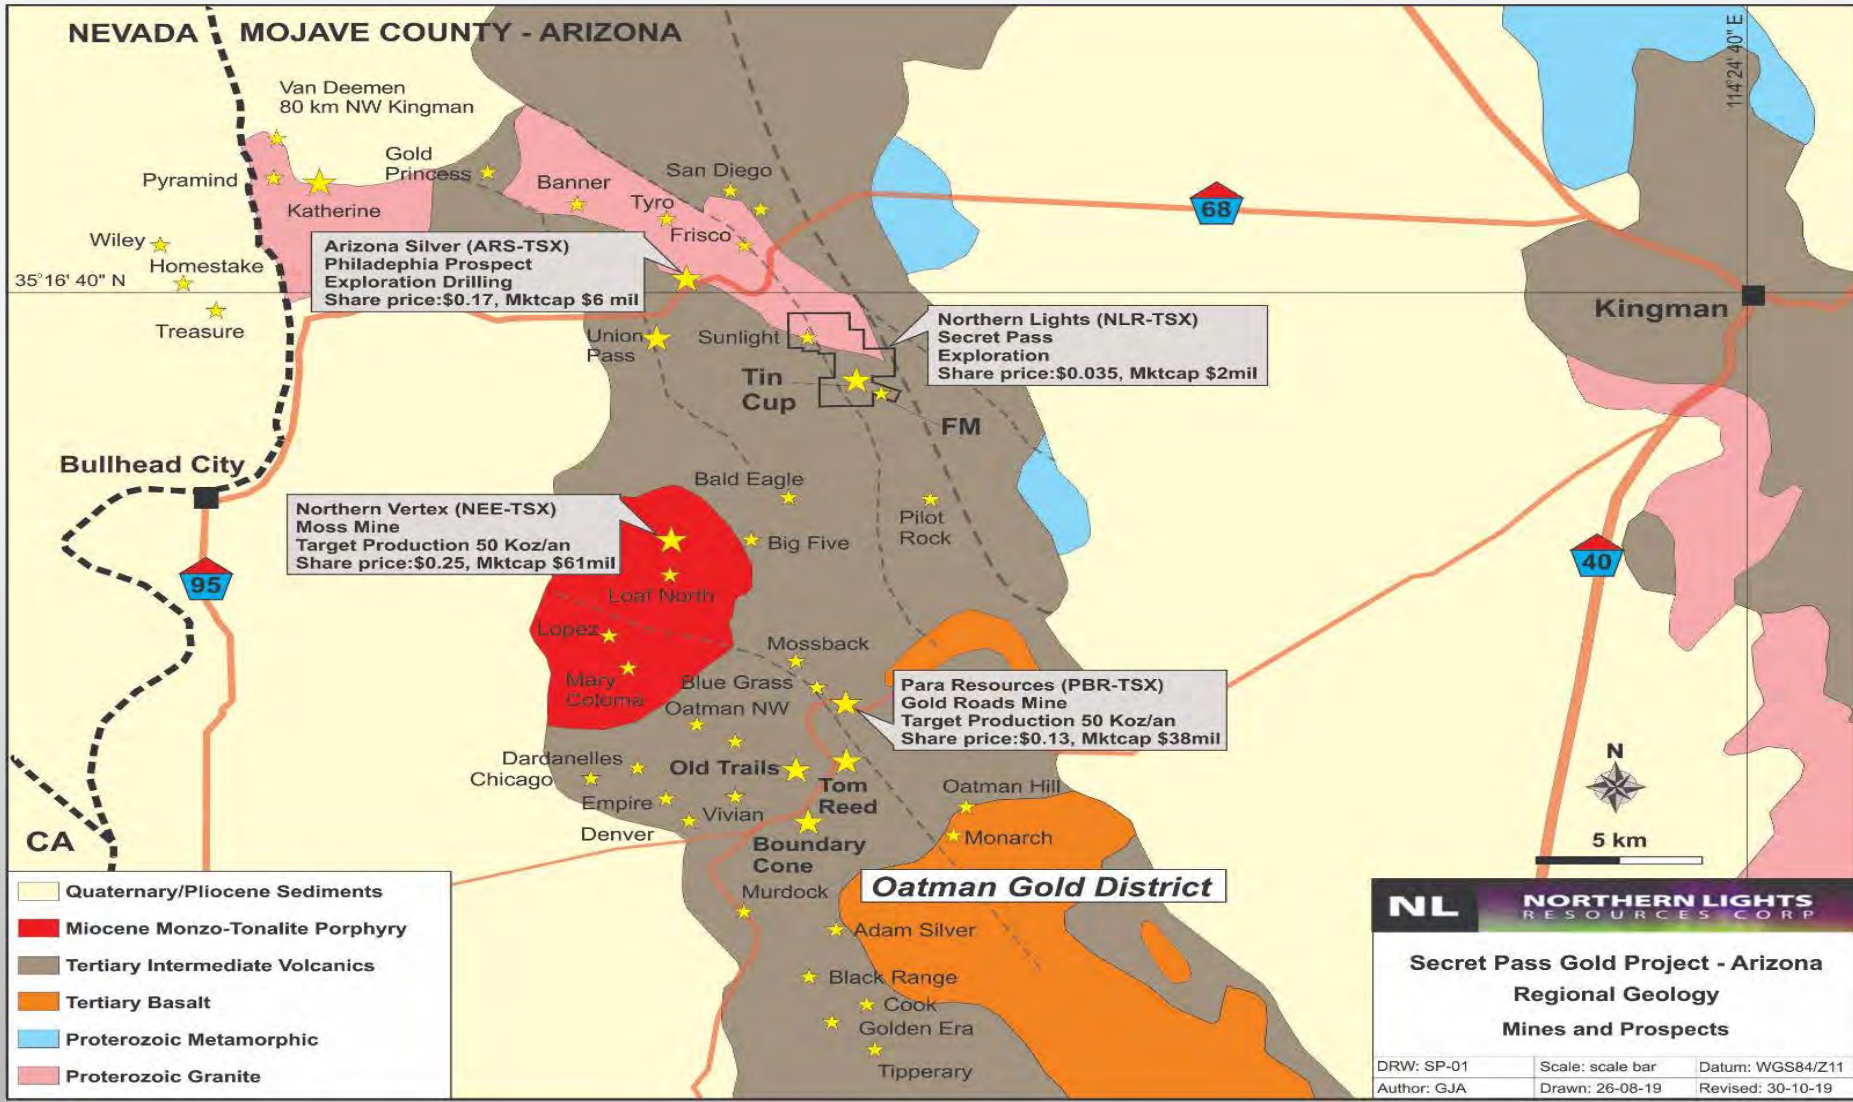 NEVADA
MOJAVE COUNTY - ARIZONA
114°24' 40" E
Van Deemen
80 km NW Kingman
Gold
Princess
San Diego
Pyramind
Banner
Katherine
Tyro
Frisco
68
Wiley
Homestake
Arizona Silver (ARS-TSX)
Philadephia Prospect
Exploration Drilling
Share price:$0.17, Mktcap $6 mil
35°16' 40" N
Treasure
Union
Pass
Sunlight
Northern Lights (NLR-TSX)
Secret Pass
Exploration
Share price:$0.035, Mktcap $2mil
Kingman
Tin
Cup
FM
Bullhead City
Bald Eagle
Northern Vertex (NEE-TSX)
Moss Mine
Target Production 50 Koz/an
Share price:$0.25, Mktcap $61mil
Pilot
Rock
Big Five
95
40
Loaf North
Lopez
Mossback
Mary
Coloma
Blue Grass
Oatman NW
Para Resources (PBR-TSX)
Gold Roads Mine
Target Production 50 Koz/an
Share price:$0.13, Mktcap $38mil
Dardanelles
Chicago
Old Trails
Tom
Reed
Oatman Hill
Empire
Vivian
Denver
Monarch
Boundary
Cone
N
5 km
CA
Oatman Gold District
Murdock
Adam Silver
Black Range
Cook
Golden Era
Tipperary
Quaternary/Pliocene Sediments
Miocene Monzo-Tonalite Porphyry
Tertiary Intermediate Volcanics
Tertiary Basalt
Proterozoic Metamorphic
Proterozoic Granite
NL
NORTHERN LIGHTS
RESOURCES CORP
Secret Pass Gold Project - Arizona
Regional Geology
Mines and Prospects
DRW: SP-01
Scale: scale bar
Datum: WGS84/Z11
Author: GJA
Drawn: 26-08-19
Revised: 30-10-19